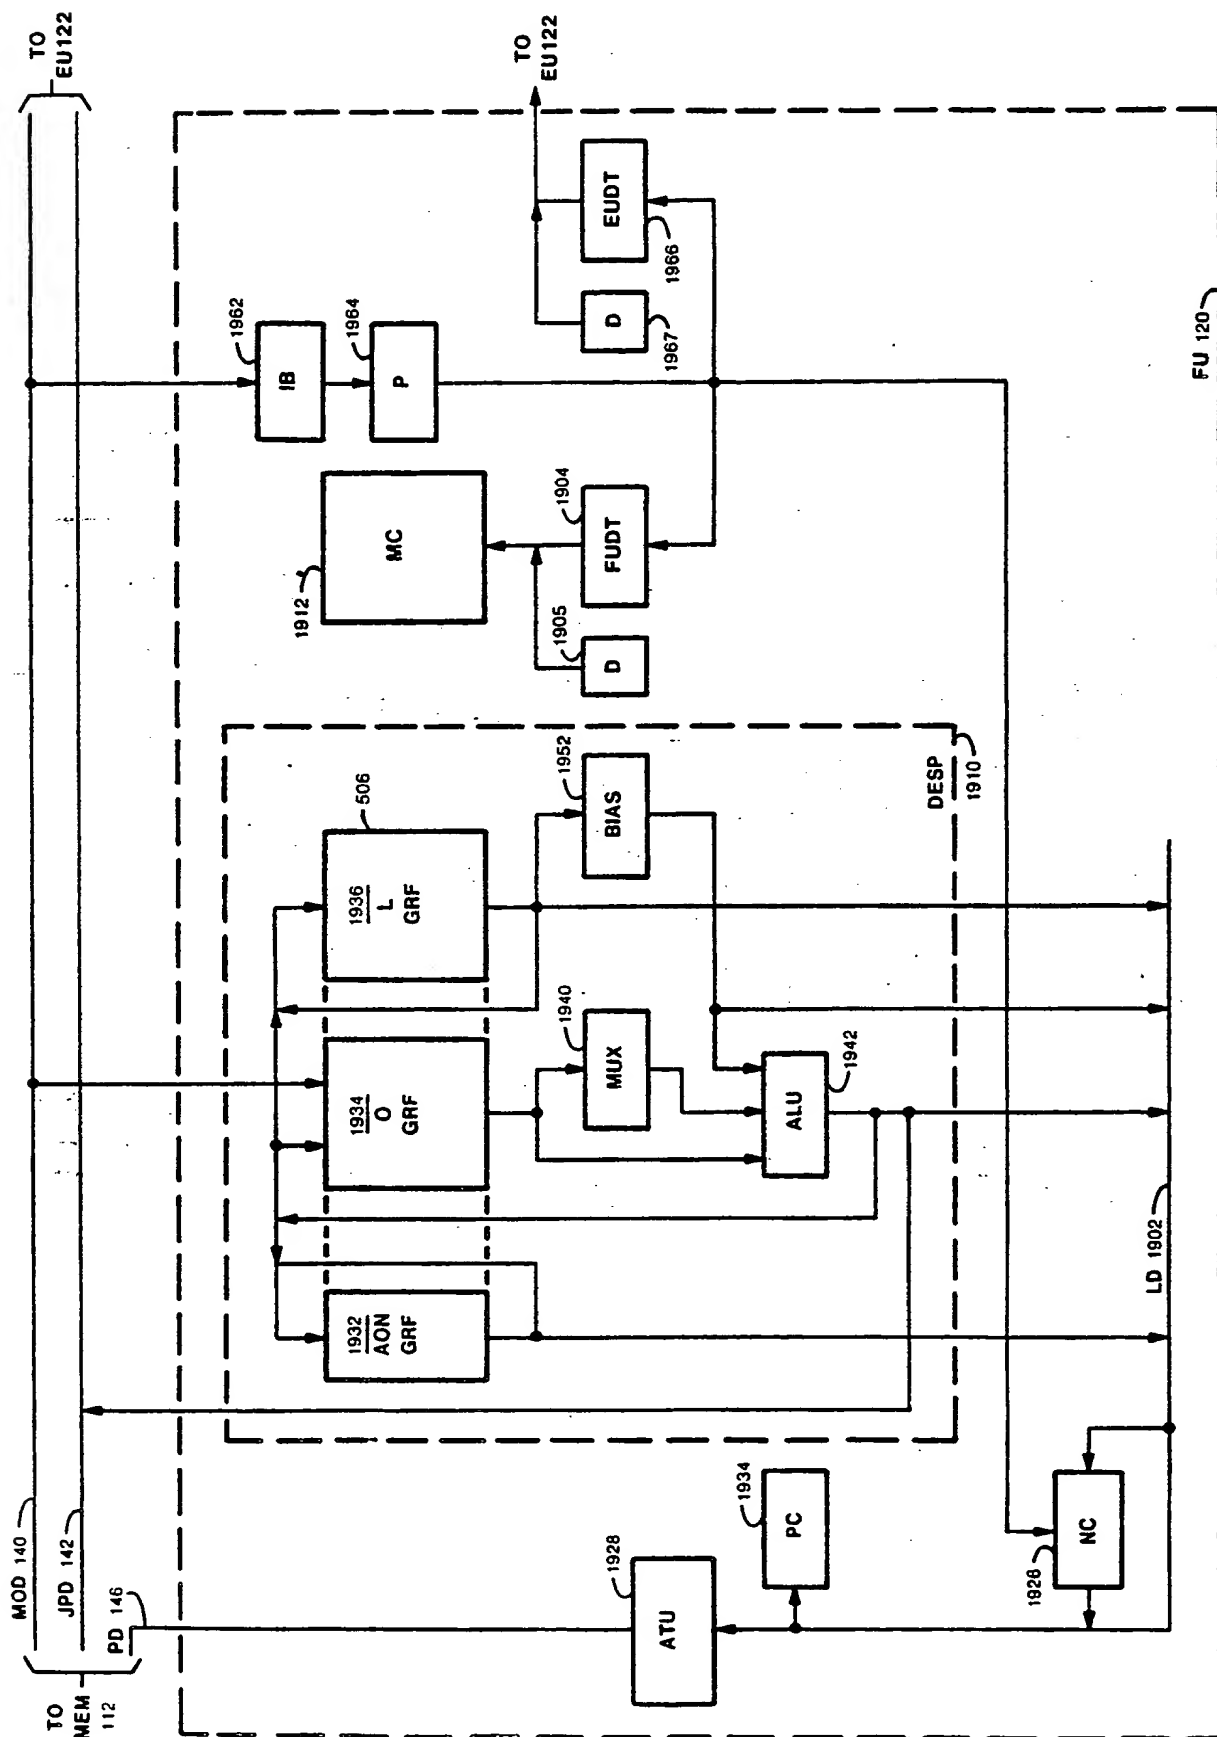 TO
EU122
TO
EU122
MOD 140
JPD 142
PD 146
TO
MEM
112
1962
IB
1964
P
EUDT
1966
D
1967
1912
MC
1904
FUDT
1905
D
506
1936
L
GRF
1934
O
GRF
1932
AON
GRF
1952
BIAS
1940
MUX
1942
ALU
DESP
1910
1928
ATU
1934
PC
1926
NC
LD 1902
FU 120